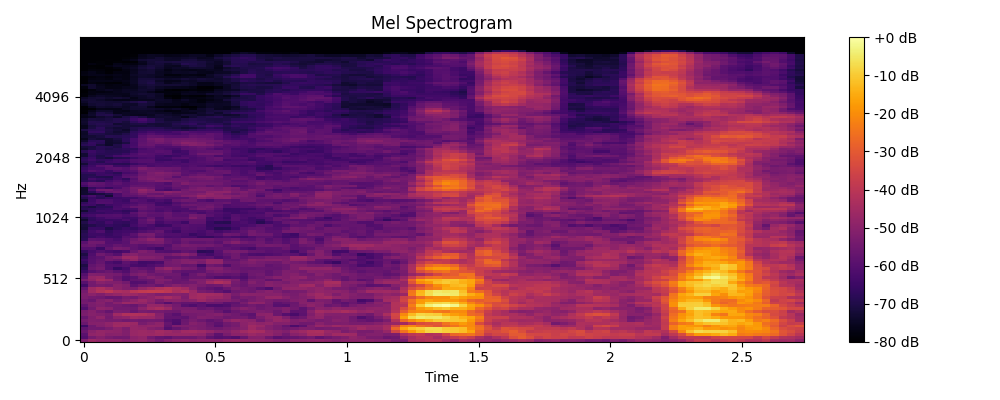 Mel Spectrogram
Hz
4096
2048
1024
512
0
0
0.5
1
1.5
2
2.5
Time
+0 dB
-10 dB
-20 dB
-30 dB
-40 dB
-50 dB
-60 dB
-70 dB
-80 dB